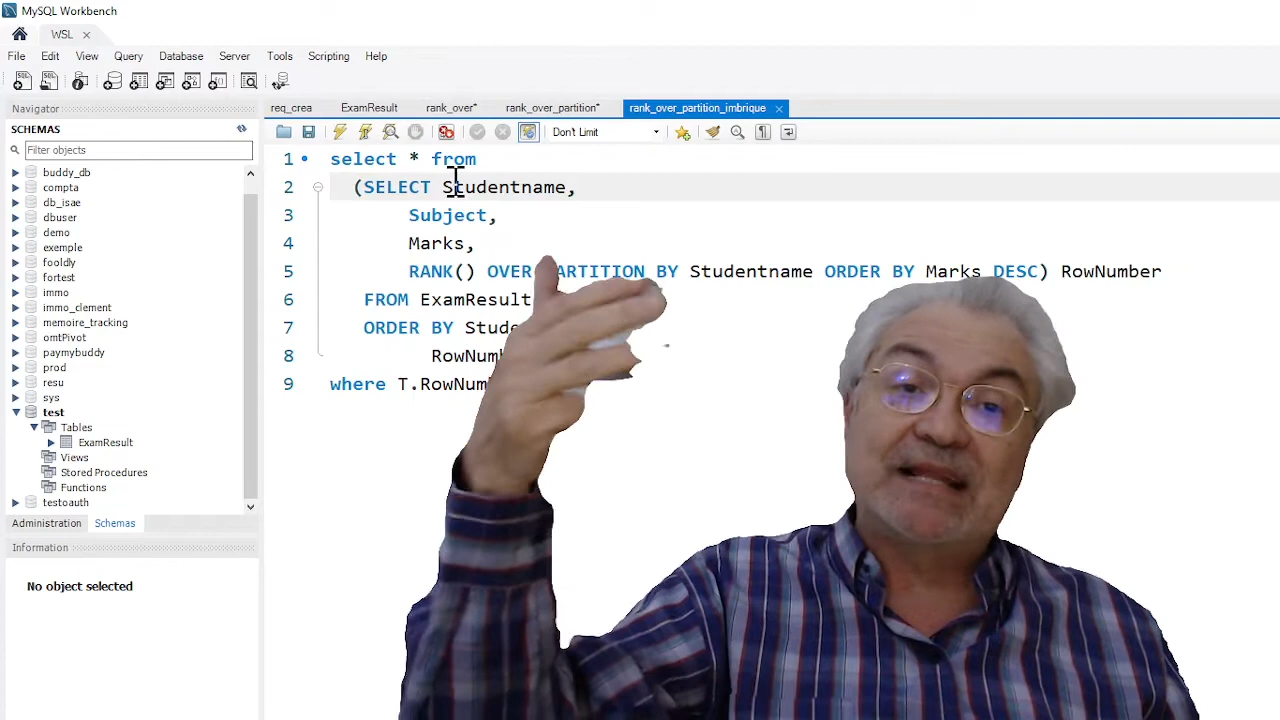 MySQL Workbench
WSL
File Edit View Query Database Server Tools Scripting Help
Navigator
req_crea ExamResult rank_over* rank_over_partition* rank_over_partition_imbrique
SCHEMAS
Don't Limit
Filter objects
buddy_db
compta
db_isae
dbuser
demo
exemple
fooldy
fortest
immo
immo_clement
memoire_tracking
omtPivot
paymybuddy
prod
resu
sys
test
Tables
ExamResult
Views
Stored Procedures
Functions
testoauth
Administration Schemas
Information
No object selected
1 select * from
2 (SELECT Studentname,
3 Subject,
4 Marks,
5 RANK() OVER PARTITION BY Studentname ORDER BY Marks DESC) RowNumber
6 FROM ExamResult
7 ORDER BY
8
9 where